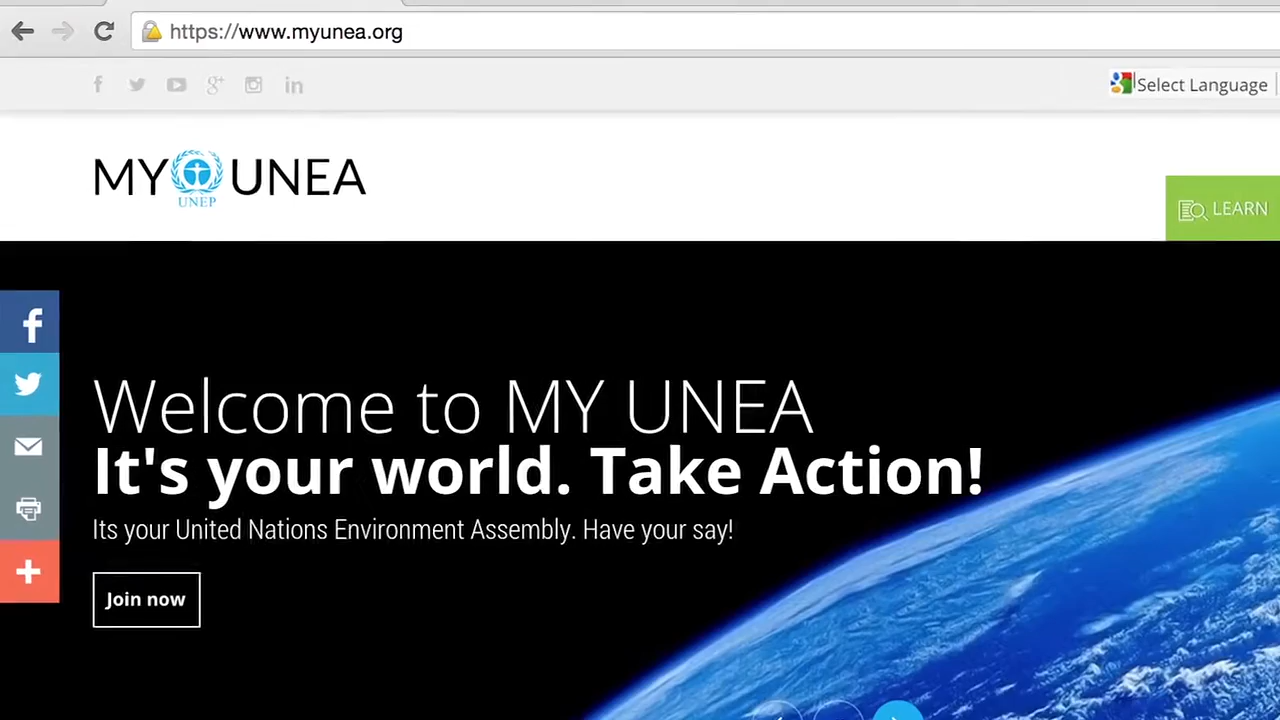 https://www.myunea.org
Select Language
MY UNEA
UNEP
LEARN
Welcome to MY UNEA
It's your world. Take Action!
Its your United Nations Environment Assembly. Have your say!
Join now